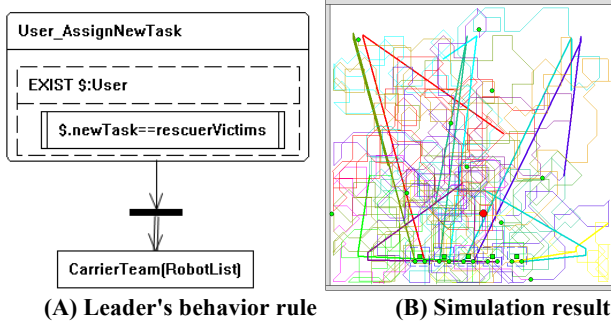 User_AssignNewTask
EXIST $:User
$.newTask==rescuerVictims
CarrierTeam(RobotList)
(A) Leader's behavior rule
(B) Simulation result